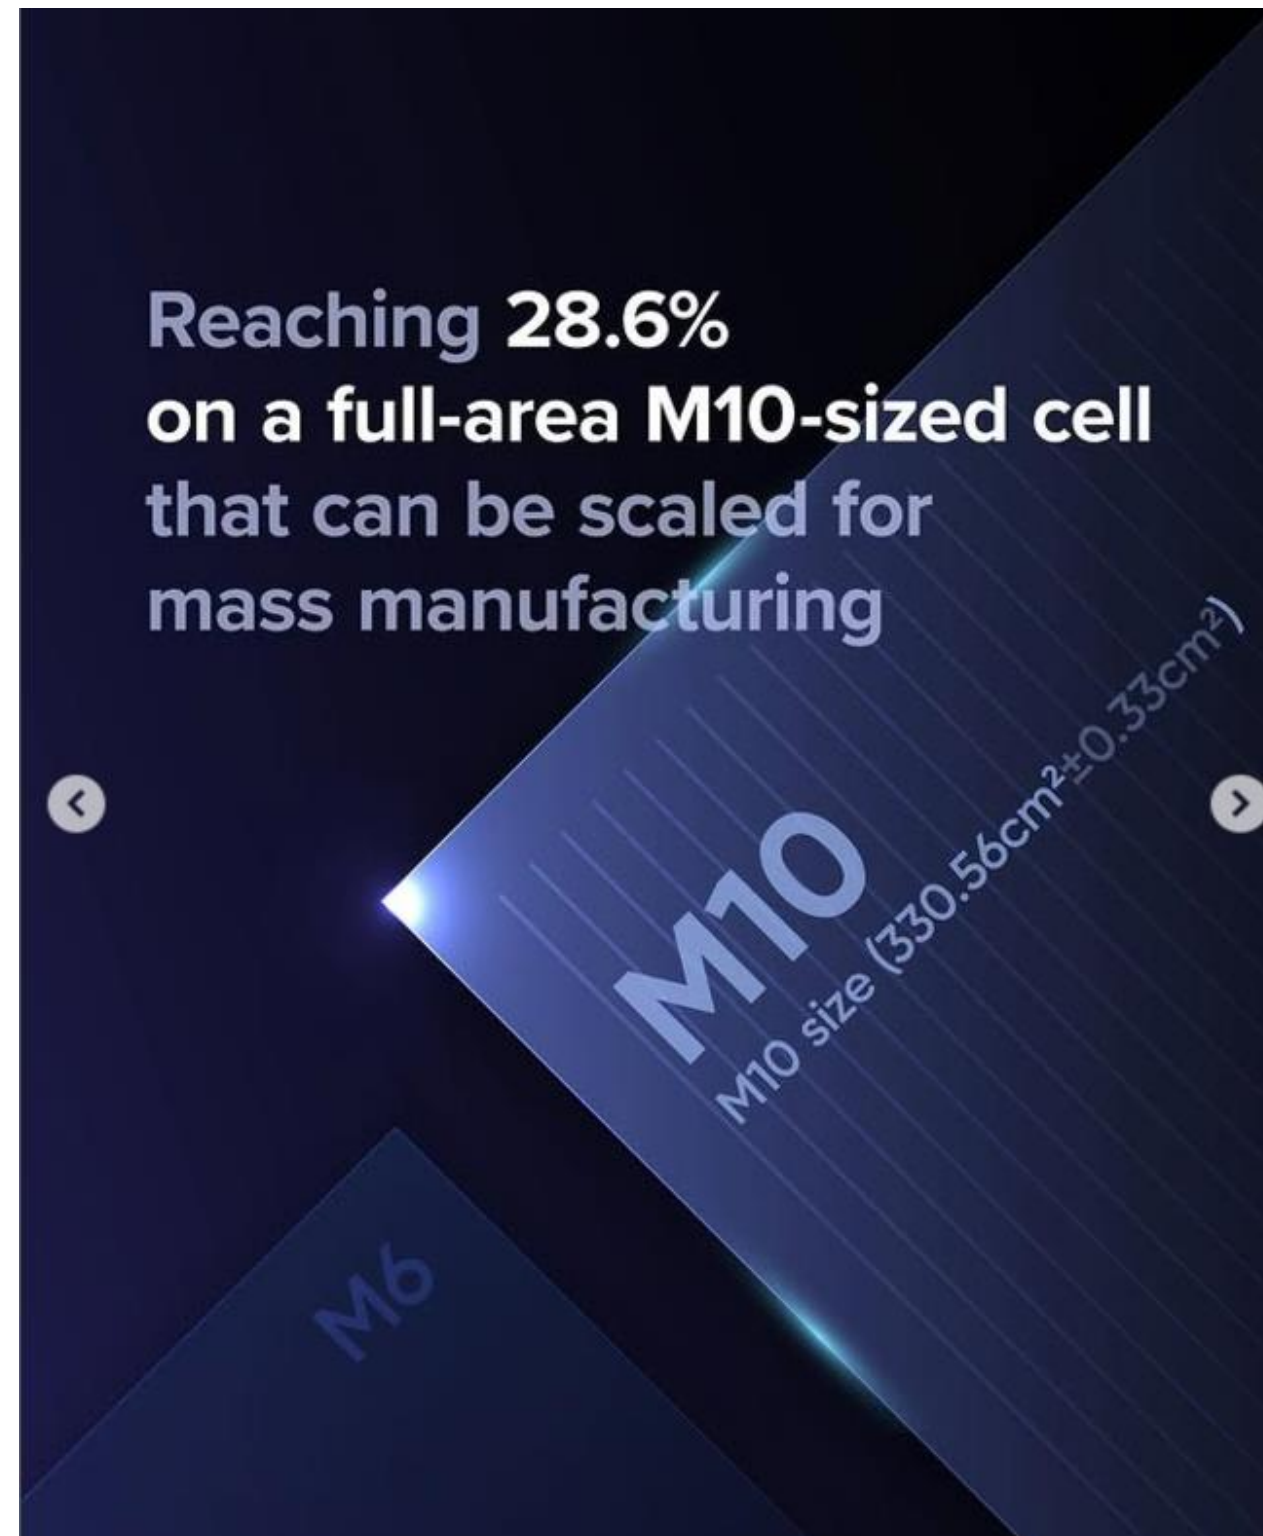 Reaching 28.6%
on a full-area M10-sized cell
that can be scaled for
mass manufacturing
M10
M10 size (330.56cm²±0.33cm²)
M6